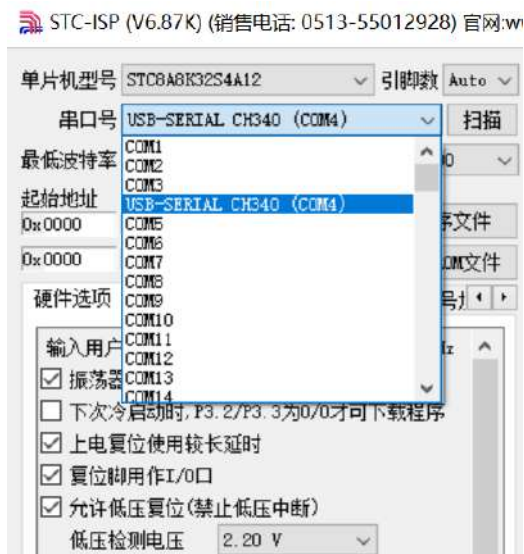 STC-ISP (V6.87K) (销售电话: 0513-55012928) 官网:w
单片机型号 STC8A8K32S4A12 引脚数 Auto
串口号 USB-SERIAL CH340 (COM4) 扫描
COM1
最低波特率 COM2 0
COM3
起始地址 USB-SERIAL CH340 (COM4)
0x0000 COM5 序文件
COM6
0x0000 COM7 OM文件
COM8
硬件选项 COM9
COM10
输入用户 COM11 Hz
COM12
振荡器 COM13
COM14
下次冷启动时,P3.2/P3.3为0/0才可下载程序
上电复位使用较长延时
复位脚用作I/O口
允许低压复位(禁止低压中断)
低压检测电压 2.20 V